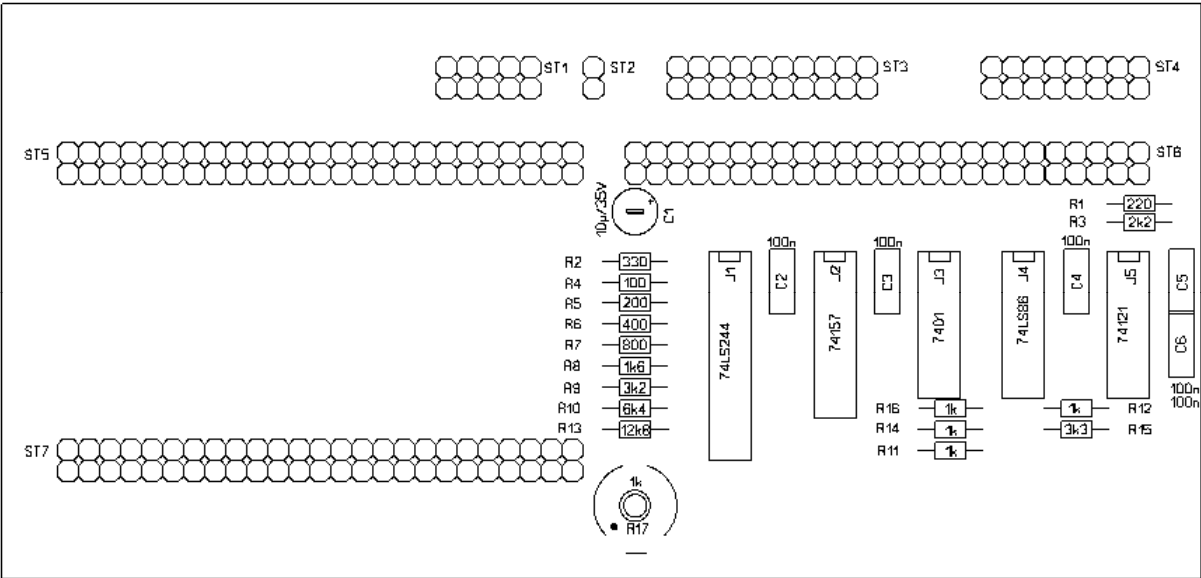 ST1 ST2 ST3 ST4
ST5 ST6
10µ/35V
+
C1
R1 220
R3 2k2
R2 330
R4 100
R5 200
R6 400
R7 800
R8 1k6
R9 3k2
R10 6k4
R13 12k8
J1
74LS244
100n
C2
J2
74157
100n
C3
J3
7401
J4
74LS86
100n
C4
J5
74121
C5
C6
100n
100n
R16 1k
R14 1k
R11 1k
1k R12
3k3 R15
ST7
1k
R17